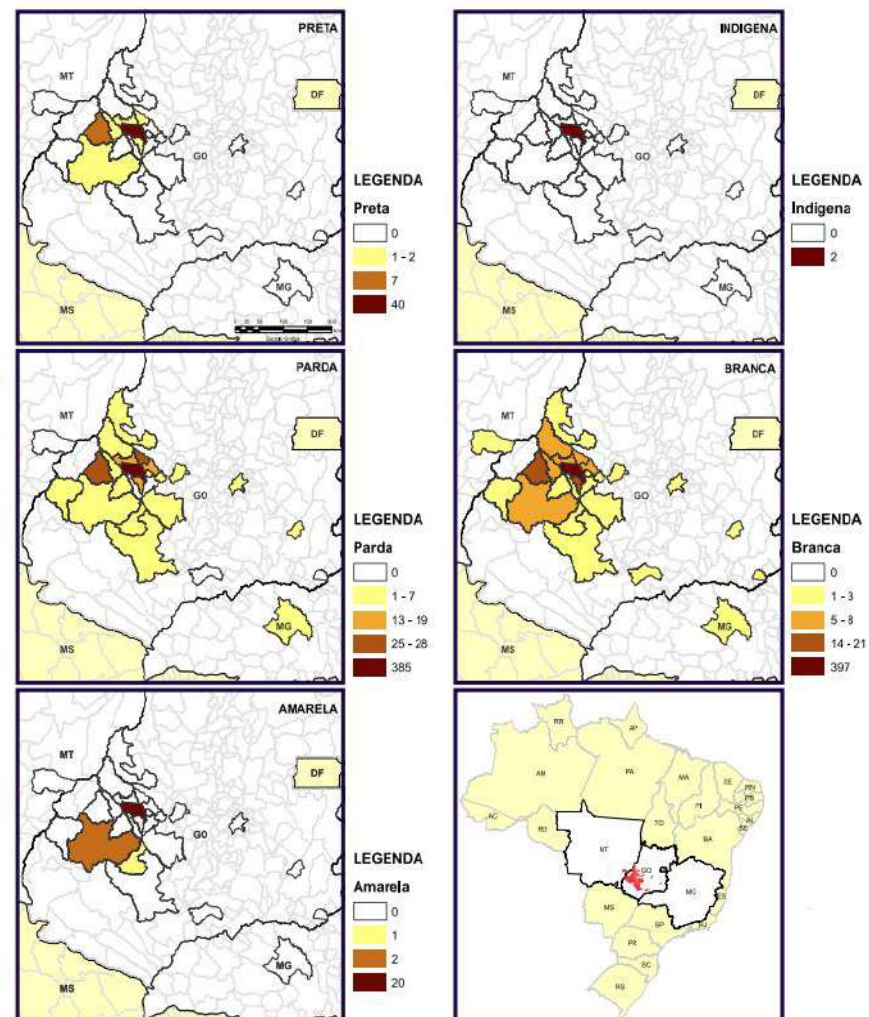 PRETA
MT
DF
GO
MG
MS
LEGENDA
Preta
0
1 - 2
7
40
INDIGENA
MT
DF
GO
MG
MS
LEGENDA
Indigena
0
2
PARDA
MT
DF
GO
MG
MS
LEGENDA
Parda
0
1 - 7
13 - 19
25 - 28
385
BRANCA
MT
DF
GO
MG
MS
LEGENDA
Branca
0
1 - 3
5 - 8
14 - 21
397
AMARELA
MT
DF
GO
MG
MS
LEGENDA
Amarela
0
1
2
20
RR
AP
AM
PA
MA
CE
RN
PB
PE
AL
SE
PI
AC
RO
TO
BA
MT
GO
MG
ES
MS
SP
RJ
PR
SC
RS